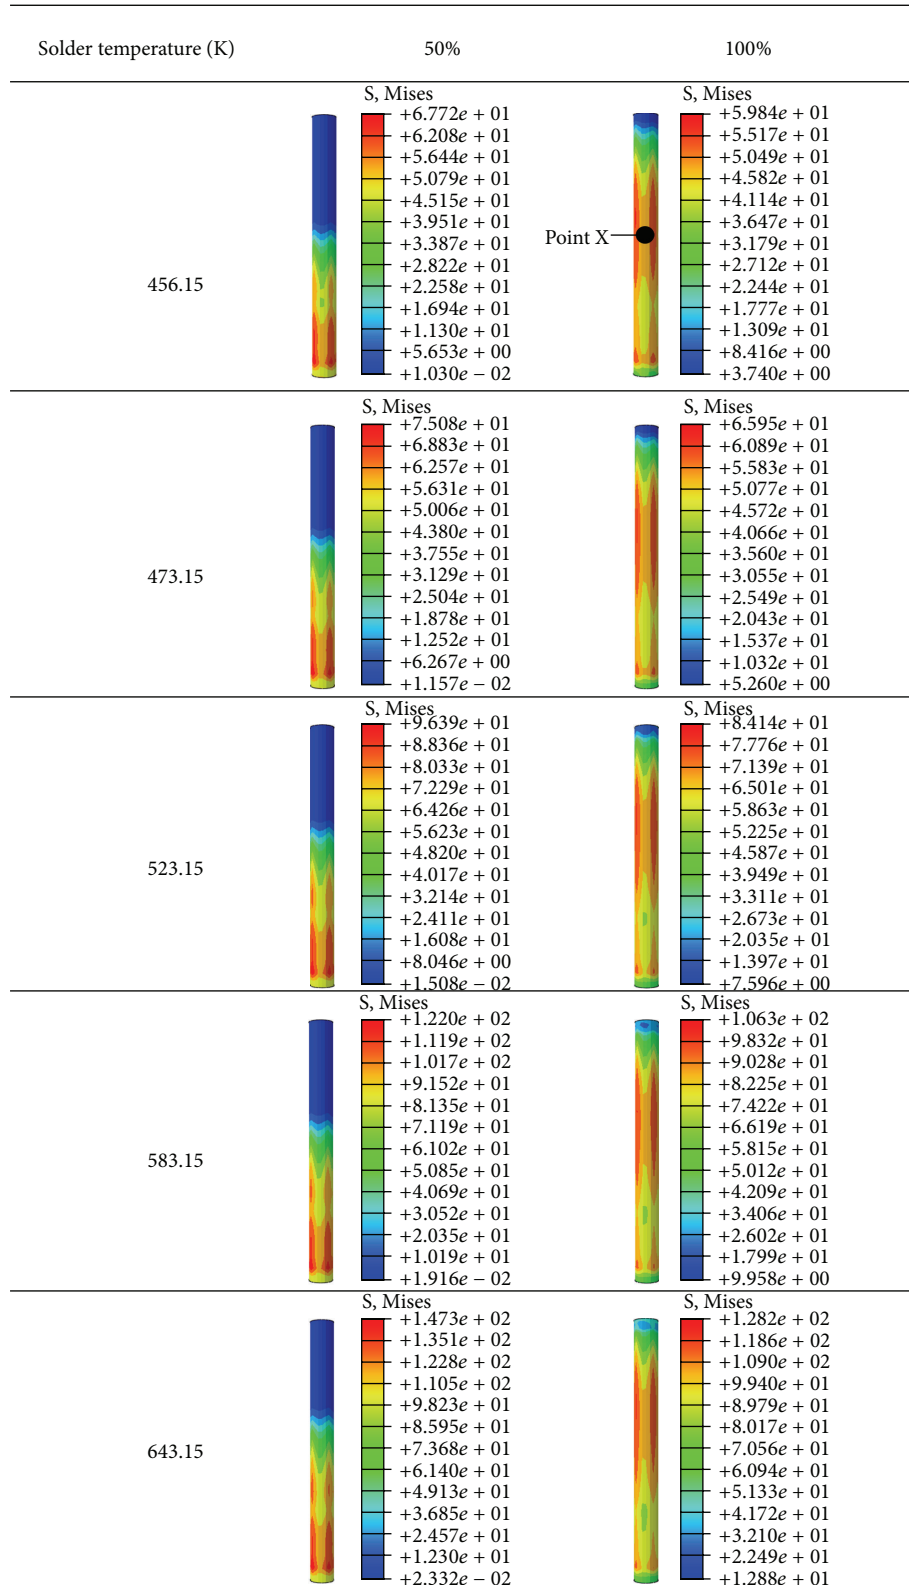 Solder temperature (K) 50% 100%
456.15
S, Mises
+6.772e + 01
+6.208e + 01
+5.644e + 01
+5.079e + 01
+4.515e + 01
+3.951e + 01
+3.387e + 01
+2.822e + 01
+2.258e + 01
+1.694e + 01
+1.130e + 01
+5.653e + 00
+1.030e − 02
Point X
S, Mises
+5.984e + 01
+5.517e + 01
+5.049e + 01
+4.582e + 01
+4.114e + 01
+3.647e + 01
+3.179e + 01
+2.712e + 01
+2.244e + 01
+1.777e + 01
+1.309e + 01
+8.416e + 00
+3.740e + 00
473.15
S, Mises
+7.508e + 01
+6.883e + 01
+6.257e + 01
+5.631e + 01
+5.006e + 01
+4.380e + 01
+3.755e + 01
+3.129e + 01
+2.504e + 01
+1.878e + 01
+1.252e + 01
+6.267e + 00
+1.157e − 02
S, Mises
+6.595e + 01
+6.089e + 01
+5.583e + 01
+5.077e + 01
+4.572e + 01
+4.066e + 01
+3.560e + 01
+3.055e + 01
+2.549e + 01
+2.043e + 01
+1.537e + 01
+1.032e + 01
+5.260e + 00
523.15
S, Mises
+9.639e + 01
+8.836e + 01
+8.033e + 01
+7.229e + 01
+6.426e + 01
+5.623e + 01
+4.820e + 01
+4.017e + 01
+3.214e + 01
+2.411e + 01
+1.608e + 01
+8.046e + 00
+1.508e − 02
S, Mises
+8.414e + 01
+7.776e + 01
+7.139e + 01
+6.501e + 01
+5.863e + 01
+5.225e + 01
+4.587e + 01
+3.949e + 01
+3.311e + 01
+2.673e + 01
+2.035e + 01
+1.397e + 01
+7.596e + 00
583.15
S, Mises
+1.220e + 02
+1.119e + 02
+1.017e + 02
+9.152e + 01
+8.135e + 01
+7.119e + 01
+6.102e + 01
+5.085e + 01
+4.069e + 01
+3.052e + 01
+2.035e + 01
+1.019e + 01
+1.916e − 02
S, Mises
+1.063e + 02
+9.832e + 01
+9.028e + 01
+8.225e + 01
+7.422e + 01
+6.619e + 01
+5.815e + 01
+5.012e + 01
+4.209e + 01
+3.406e + 01
+2.602e + 01
+1.799e + 01
+9.958e + 00
643.15
S, Mises
+1.473e + 02
+1.351e + 02
+1.228e + 02
+1.105e + 02
+9.823e + 01
+8.595e + 01
+7.368e + 01
+6.140e + 01
+4.913e + 01
+3.685e + 01
+2.457e + 01
+1.230e + 01
+2.332e − 02
S, Mises
+1.282e + 02
+1.186e + 02
+1.090e + 02
+9.940e + 01
+8.979e + 01
+8.017e + 01
+7.056e + 01
+6.094e + 01
+5.133e + 01
+4.172e + 01
+3.210e + 01
+2.249e + 01
+1.288e + 01